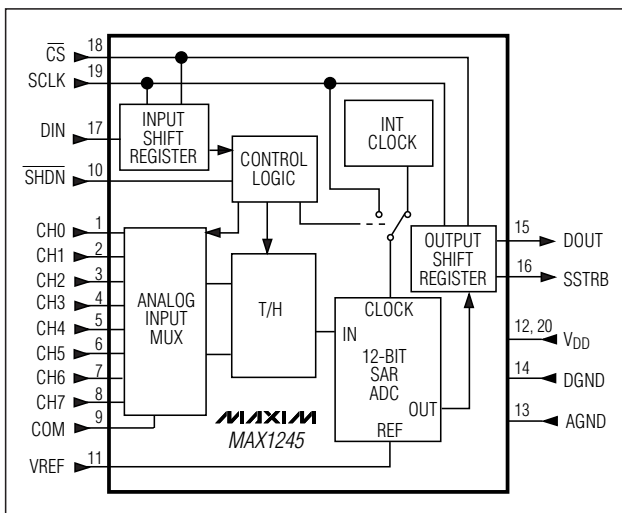 CS 18
SCLK 19
DIN 17
SHDN 10
CH0 1
CH1 2
CH2 3
CH3 4
CH4 5
CH5 6
CH6 7
CH7 8
COM 9
VREF 11
INPUT
SHIFT
REGISTER
CONTROL
LOGIC
INT
CLOCK
ANALOG
INPUT
MUX
T/H
CLOCK
IN
12-BIT
SAR
ADC
OUT
REF
OUTPUT
SHIFT
REGISTER
15 DOUT
16 SSTRB
12, 20 VDD
14 DGND
13 AGND
MAXIM
MAX1245